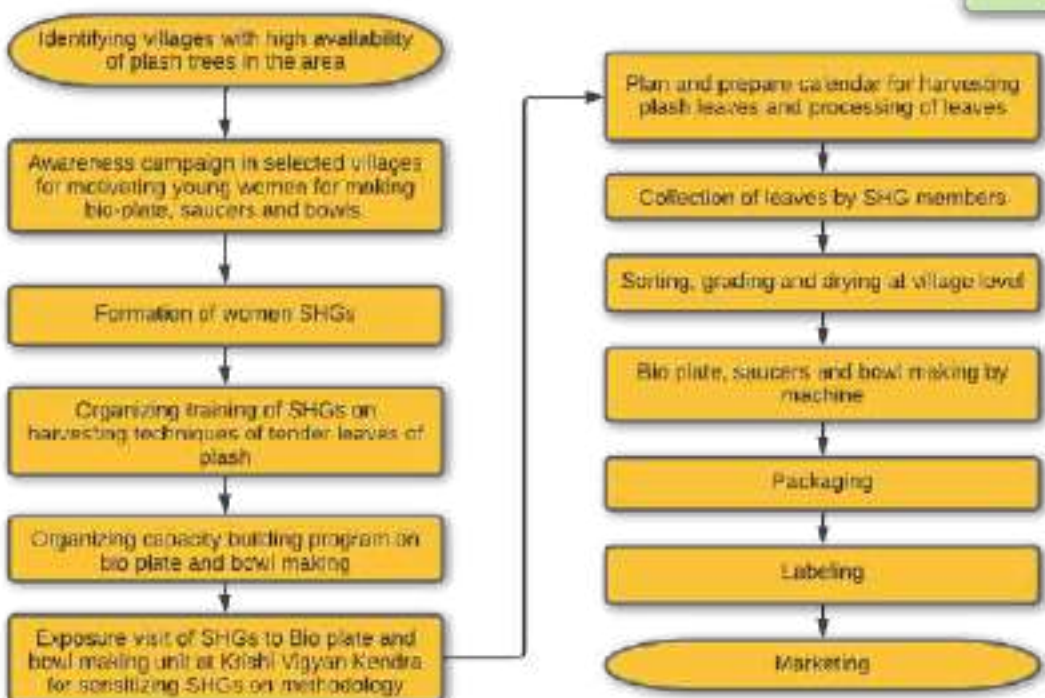 Identifying villages with high availability
of plash trees in the area
Awareness campaign in selected villages
for motivating young women for making
bio-plate, saucers and bowls
Formation of women SHGs
Organizing training of SHGs on
harvesting techniques of tender leaves of
plash
Organizing capacity building program on
bio plate and bowl making
Exposure visit of SHGs to Bio plate and
bowl making unit at Krishi Vigyan Kendra
for sensitizing SHGs on methodology
Plan and prepare calendar for harvesting
plash leaves and processing of leaves
Collection of leaves by SHG members
Sorting, grading and drying at village level
Bio plate, saucers and bowl making by
machine
Packaging
Labeling
Marketing